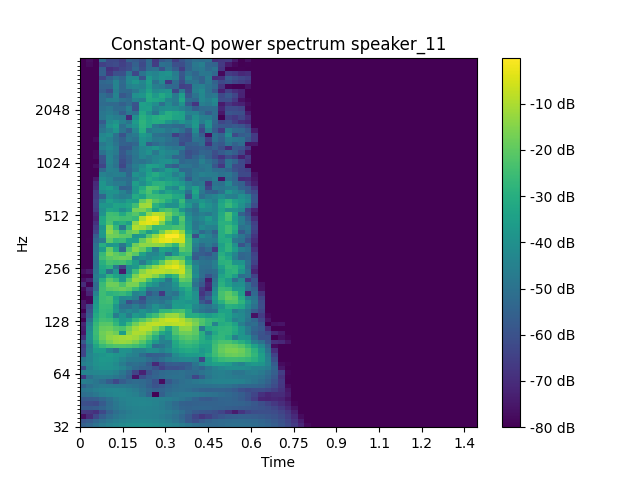 Constant-Q power spectrum speaker_11
Hz
2048
1024
512
256
128
64
32
0 0.15 0.3 0.45 0.6 0.75 0.9 1.1 1.2 1.4
Time
-10 dB
-20 dB
-30 dB
-40 dB
-50 dB
-60 dB
-70 dB
-80 dB